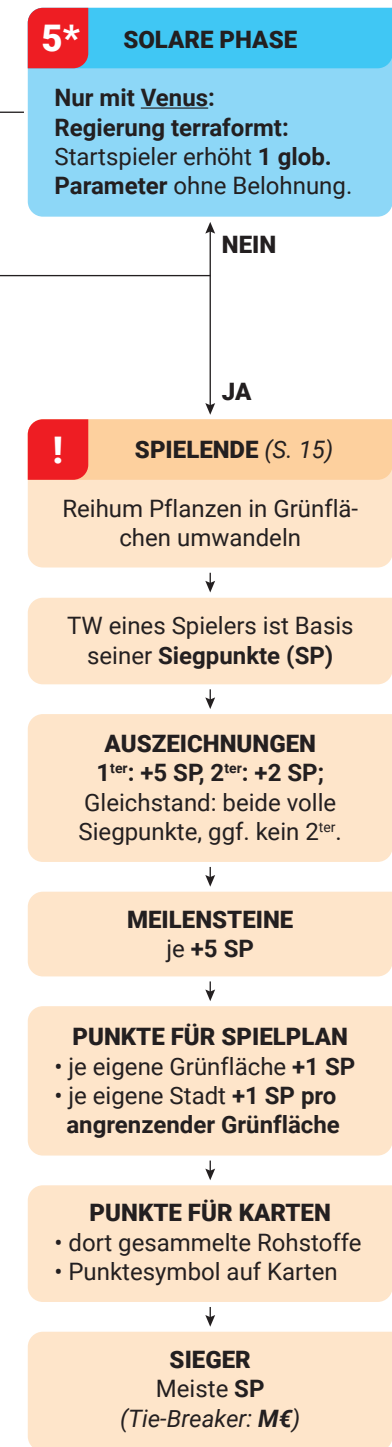 5* SOLARE PHASE
Nur mit Venus:
Regierung terraformt:
Startspieler erhöht 1 glob.
Parameter ohne Belohnung.
NEIN
JA
! SPIELENDE (S. 15)
Reihum Pflanzen in Grünflä-
chen umwandeln
TW eines Spielers ist Basis
seiner Siegpunkte (SP)
AUSZEICHNUNGEN
1ter: +5 SP, 2ter: +2 SP;
Gleichstand: beide volle
Siegpunkte, ggf. kein 2ter.
MEILENSTEINE
je +5 SP
PUNKTE FÜR SPIELPLAN
• je eigene Grünfläche +1 SP
• je eigene Stadt +1 SP pro
angrenzender Grünfläche
PUNKTE FÜR KARTEN
• dort gesammelte Rohstoffe
• Punktesymbol auf Karten
SIEGER
Meiste SP
(Tie-Breaker: M€)